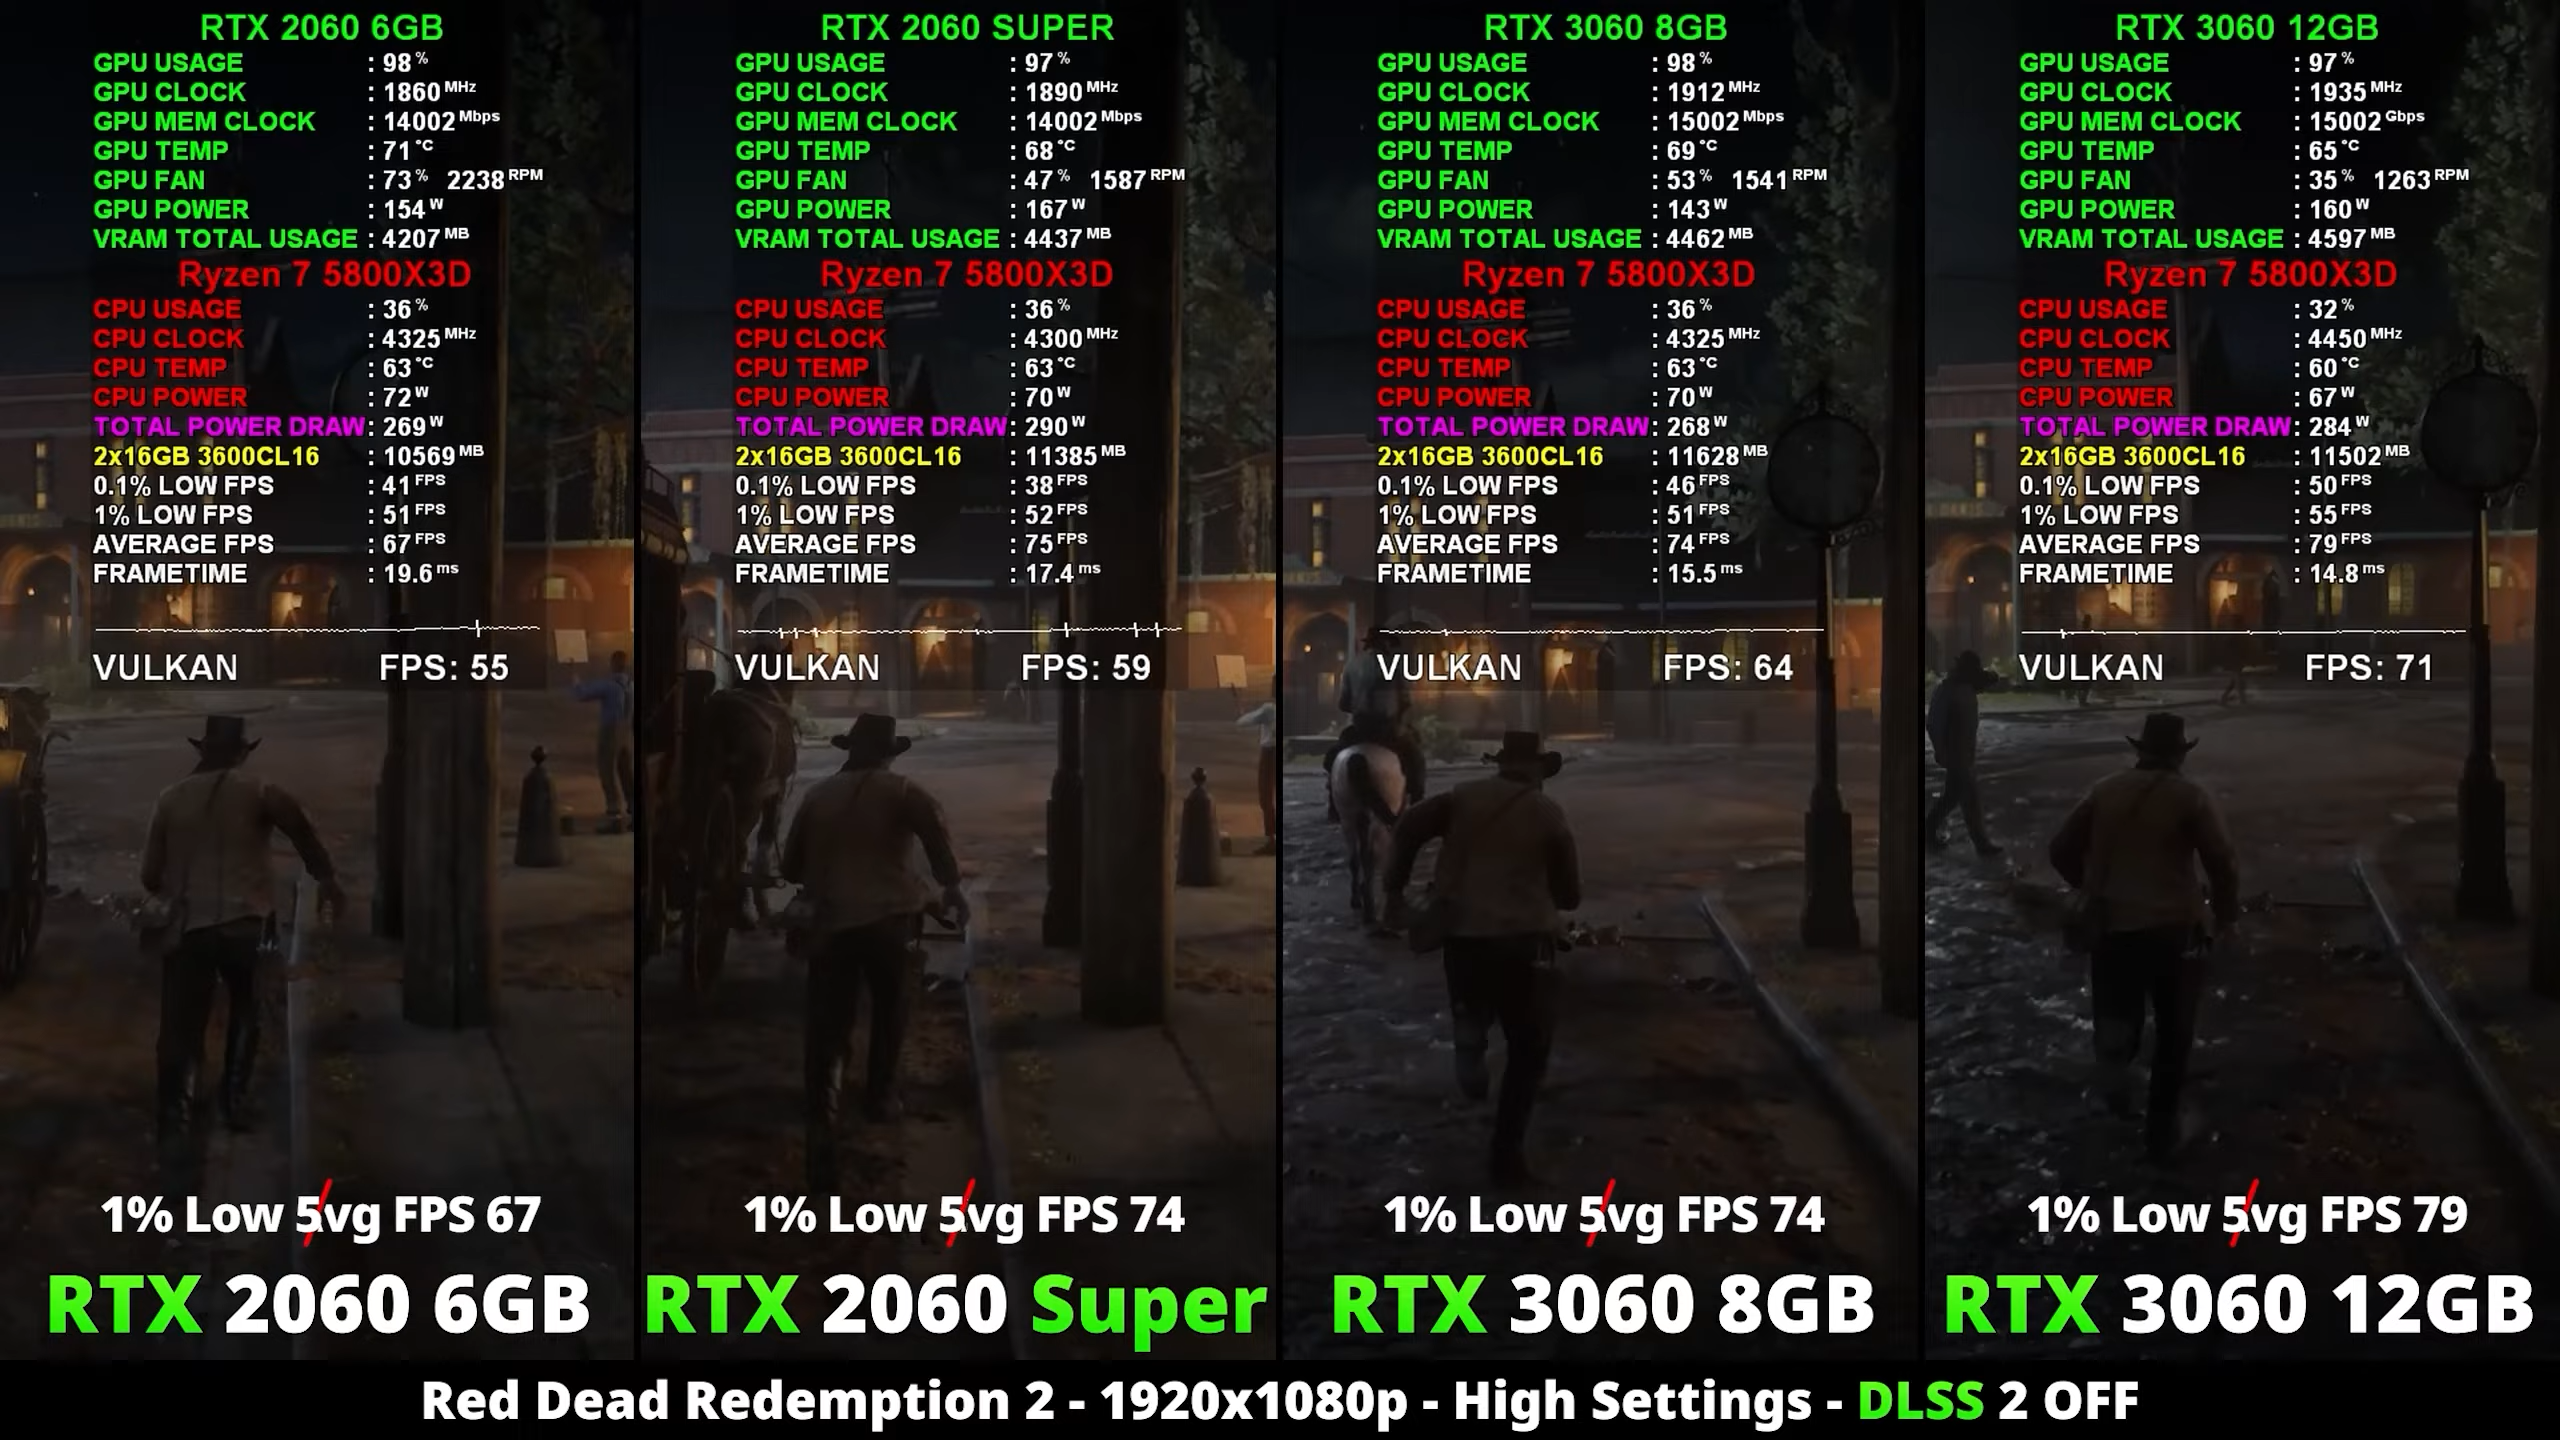 RTX 2060 6GB
GPU USAGE : 98 %
GPU CLOCK : 1860 MHz
GPU MEM CLOCK : 14002 Mbps
GPU TEMP : 71 °C
GPU FAN : 73 % 2238 RPM
GPU POWER : 154 W
VRAM TOTAL USAGE : 4207 MB
Ryzen 7 5800X3D
CPU USAGE : 36 %
CPU CLOCK : 4325 MHz
CPU TEMP : 63 °C
CPU POWER : 72 W
TOTAL POWER DRAW : 269 W
2x16GB 3600CL16 : 10569 MB
0.1% LOW FPS : 41 FPS
1% LOW FPS : 51 FPS
AVERAGE FPS : 67 FPS
FRAMETIME : 19.6 ms
VULKAN FPS: 55
1% Low 5vg FPS 67
RTX 2060 6GB
RTX 2060 SUPER
GPU USAGE : 97 %
GPU CLOCK : 1890 MHz
GPU MEM CLOCK : 14002 Mbps
GPU TEMP : 68 °C
GPU FAN : 47 % 1587 RPM
GPU POWER : 167 W
VRAM TOTAL USAGE : 4437 MB
Ryzen 7 5800X3D
CPU USAGE : 36 %
CPU CLOCK : 4300 MHz
CPU TEMP : 63 °C
CPU POWER : 70 W
TOTAL POWER DRAW : 290 W
2x16GB 3600CL16 : 11385 MB
0.1% LOW FPS : 38 FPS
1% LOW FPS : 52 FPS
AVERAGE FPS : 75 FPS
FRAMETIME : 17.4 ms
VULKAN FPS: 59
1% Low 5vg FPS 74
RTX 2060 Super
RTX 3060 8GB
GPU USAGE : 98 %
GPU CLOCK : 1912 MHz
GPU MEM CLOCK : 15002 Mbps
GPU TEMP : 69 °C
GPU FAN : 53 % 1541 RPM
GPU POWER : 143 W
VRAM TOTAL USAGE : 4462 MB
Ryzen 7 5800X3D
CPU USAGE : 36 %
CPU CLOCK : 4325 MHz
CPU TEMP : 63 °C
CPU POWER : 70 W
TOTAL POWER DRAW : 268 W
2x16GB 3600CL16 : 11628 MB
0.1% LOW FPS : 46 FPS
1% LOW FPS : 51 FPS
AVERAGE FPS : 74 FPS
FRAMETIME : 15.5 ms
VULKAN FPS: 64
1% Low 5vg FPS 74
RTX 3060 8GB
RTX 3060 12GB
GPU USAGE : 97 %
GPU CLOCK : 1935 MHz
GPU MEM CLOCK : 15002 Gbps
GPU TEMP : 65 °C
GPU FAN : 35 % 1263 RPM
GPU POWER : 160 W
VRAM TOTAL USAGE : 4597 MB
Ryzen 7 5800X3D
CPU USAGE : 32 %
CPU CLOCK : 4450 MHz
CPU TEMP : 60 °C
CPU POWER : 67 W
TOTAL POWER DRAW : 284 W
2x16GB 3600CL16 : 11502 MB
0.1% LOW FPS : 50 FPS
1% LOW FPS : 55 FPS
AVERAGE FPS : 79 FPS
FRAMETIME : 14.8 ms
VULKAN FPS: 71
1% Low 5vg FPS 79
RTX 3060 12GB
Red Dead Redemption 2 - 1920x1080p - High Settings - DLSS 2 OFF